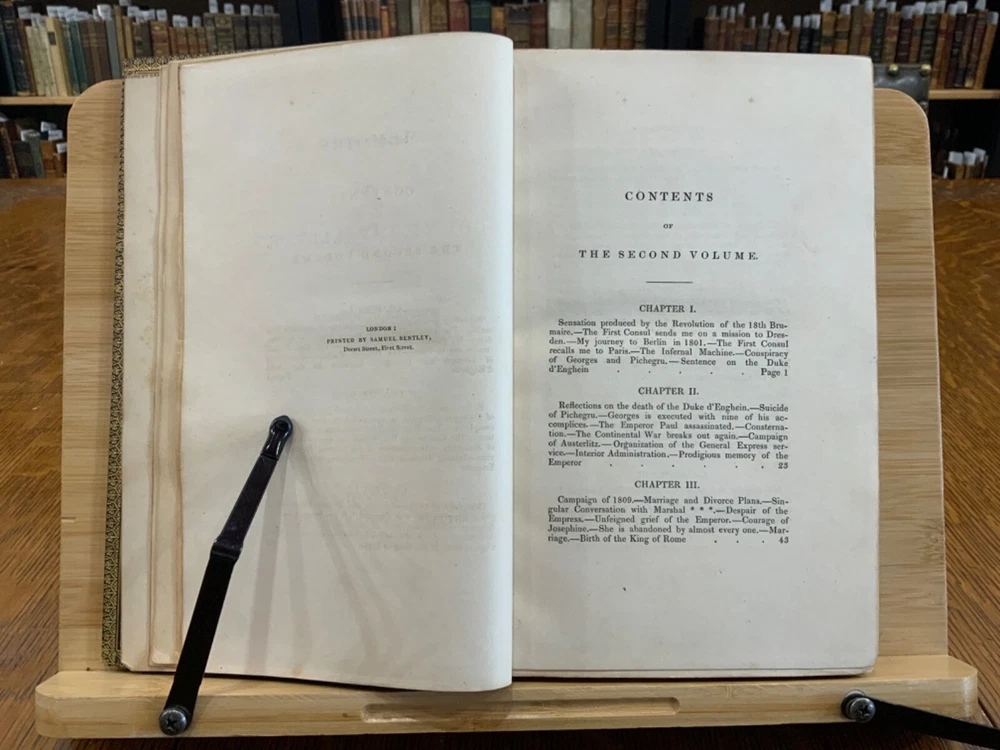 LONDON:
PRINTED BY SAMUEL BENTLEY,
Dorset Street, Fleet Street.
CONTENTS
OF
THE SECOND VOLUME.
CHAPTER I.
Sensation produced by the Revolution of the 18th Bru-
maire.—The First Consul sends me on a mission to Dres-
den.—My journey to Berlin in 1801.—The First Consul
recalls me to Paris.—The Infernal Machine.—Conspiracy
of Georges and Pichegru.—Sentence on the Duke
d'Enghein . . . . . Page 1
CHAPTER II.
Reflections on the death of the Duke d'Enghein.—Suicide
of Pichegru.—Georges is executed with nine of his ac-
complices.—The Emperor Paul assassinated.—Consterna-
tion.—The Continental War breaks out again.—Campaign
of Austerlitz.—Organization of the General Express ser-
vice.—Interior Administration.—Prodigious memory of the
Emperor . . . . . . 23
CHAPTER III.
Campaign of 1809.—Marriage and Divorce Plans.—Sin-
gular Conversation with Marshal * * *.—Despair of the
Empress.—Unfeigned grief of the Emperor.—Courage of
Josephine.—She is abandoned by almost every one.—Mar-
riage.—Birth of the King of Rome . . . 43